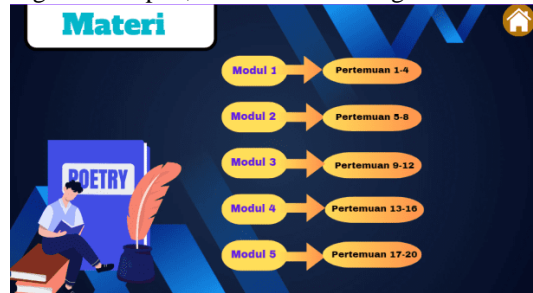 Materi
Modul 1 Pertemuan 1-4
Modul 2 Pertemuan 5-8
Modul 3 Pertemuan 9-12
Modul 4 Pertemuan 13-16
Modul 5 Pertemuan 17-20
POETRY